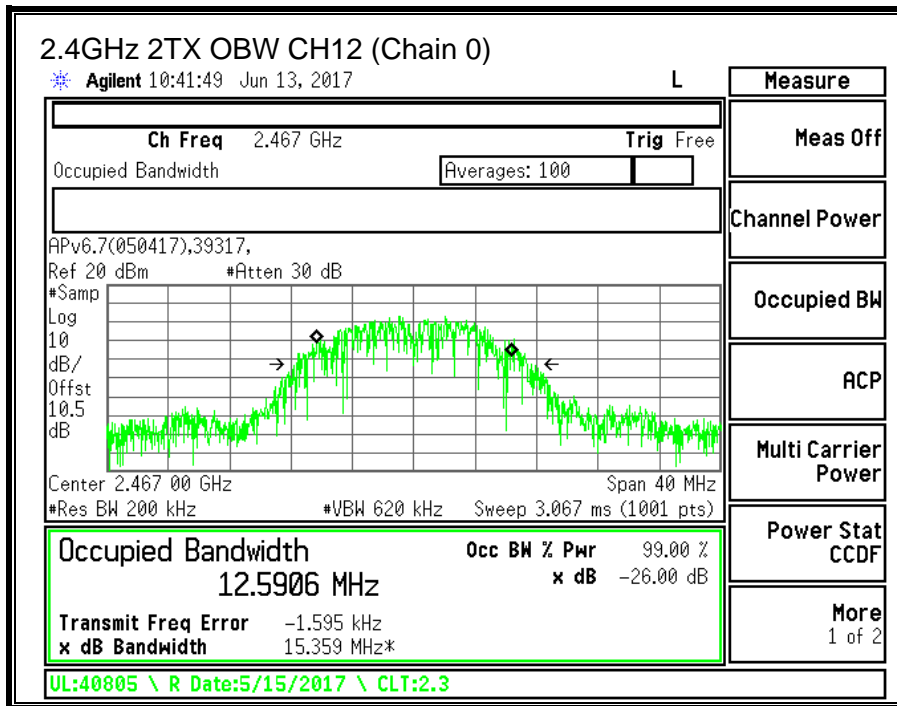 2.4GHz 2TX OBW CH12 (Chain 0)
Agilent 10:41:49 Jun 13, 2017 L
Measure
Ch Freq 2.467 GHz Trig Free
Occupied Bandwidth Averages: 100
APv6.7(050417),39317,
Ref 20 dBm #Atten 30 dB
#Samp
Log
10
dB/
Offst
10.5
dB
Center 2.467 00 GHz Span 40 MHz
#Res BW 200 kHz #VBW 620 kHz Sweep 3.067 ms (1001 pts)
Occupied Bandwidth Occ BW % Pwr 99.00 %
12.5906 MHz x dB -26.00 dB
Transmit Freq Error -1.595 kHz
x dB Bandwidth 15.359 MHz*
UL:40805 \ R Date:5/15/2017 \ CLT:2.3
Meas Off
Channel Power
Occupied BW
ACP
Multi Carrier
Power
Power Stat
CCDF
More
1 of 2